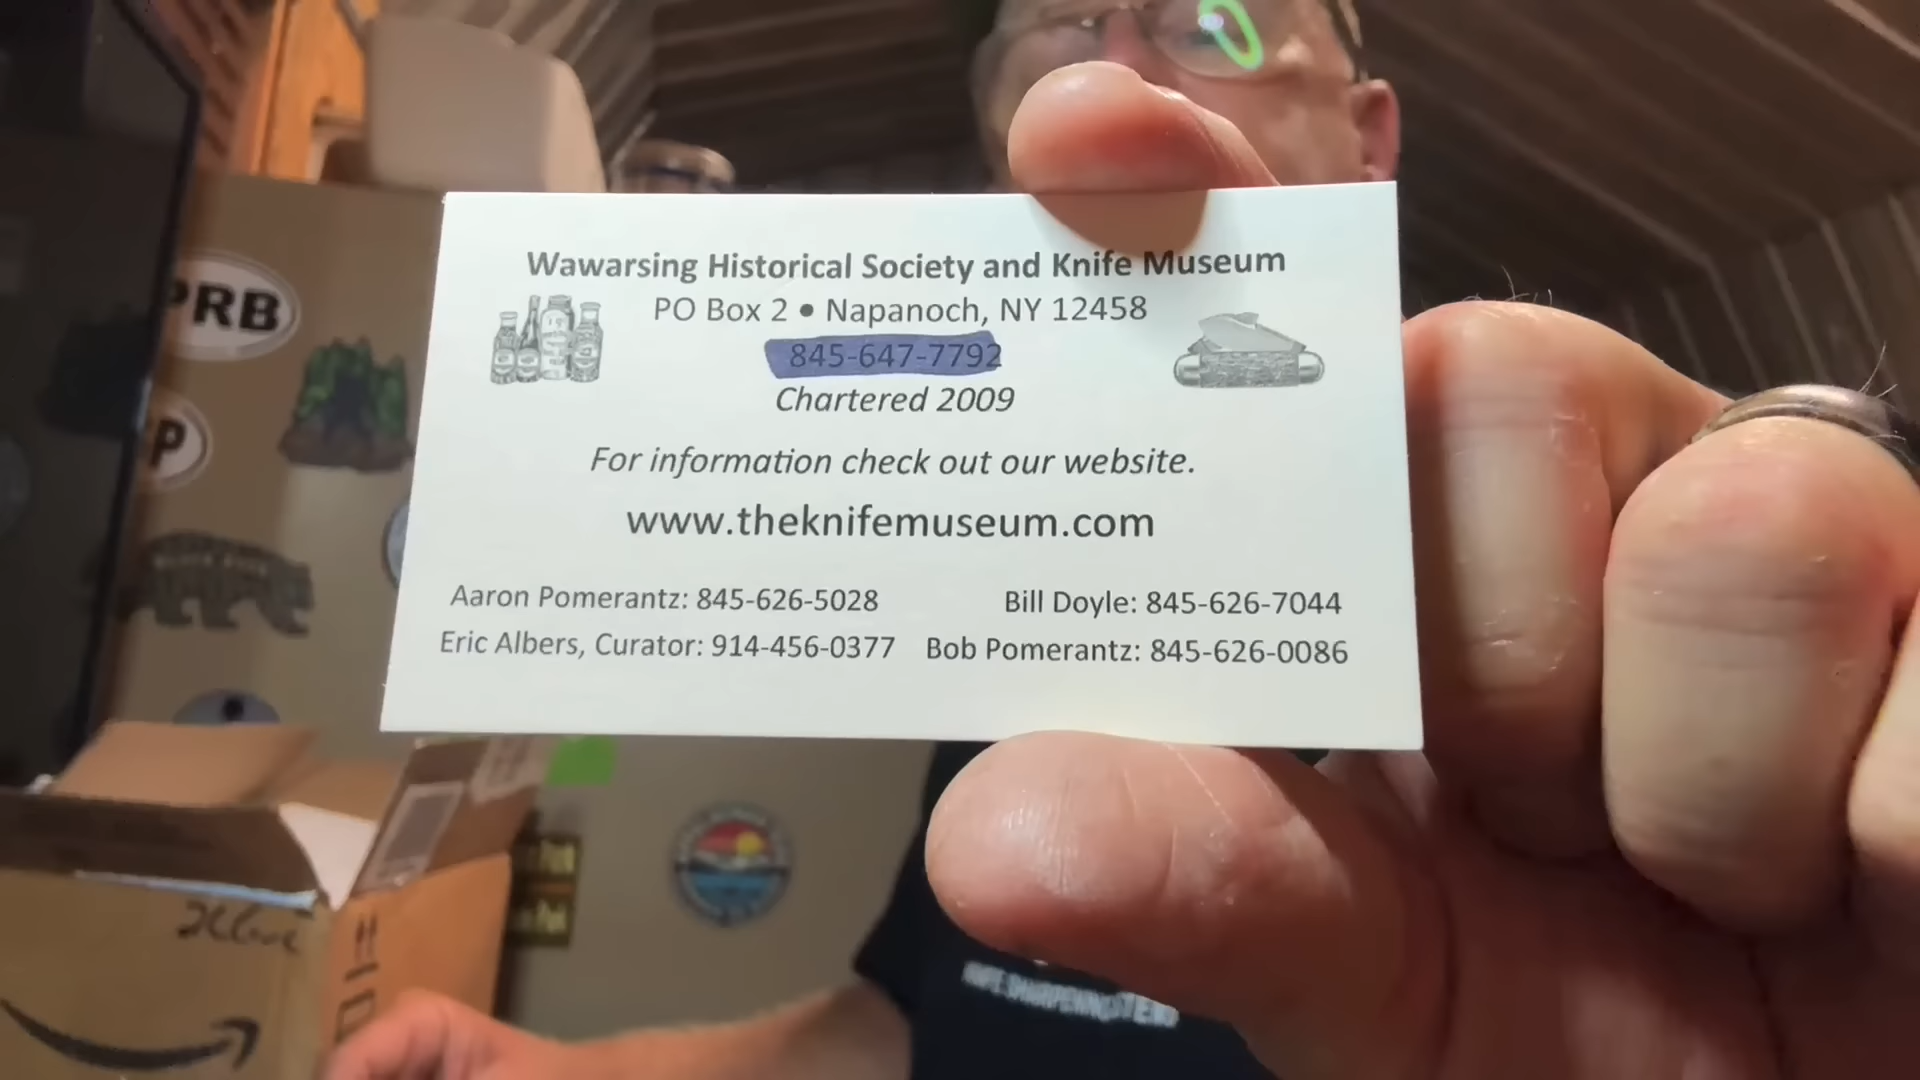 Wawarsing Historical Society and Knife Museum
PO Box 2 • Napanoch, NY 12458
845-647-7792
Chartered 2009
For information check out our website.
www.theknifemuseum.com
Aaron Pomerantz: 845-626-5028 Bill Doyle: 845-626-7044
Eric Albers, Curator: 914-456-0377 Bob Pomerantz: 845-626-0086
PRB
P